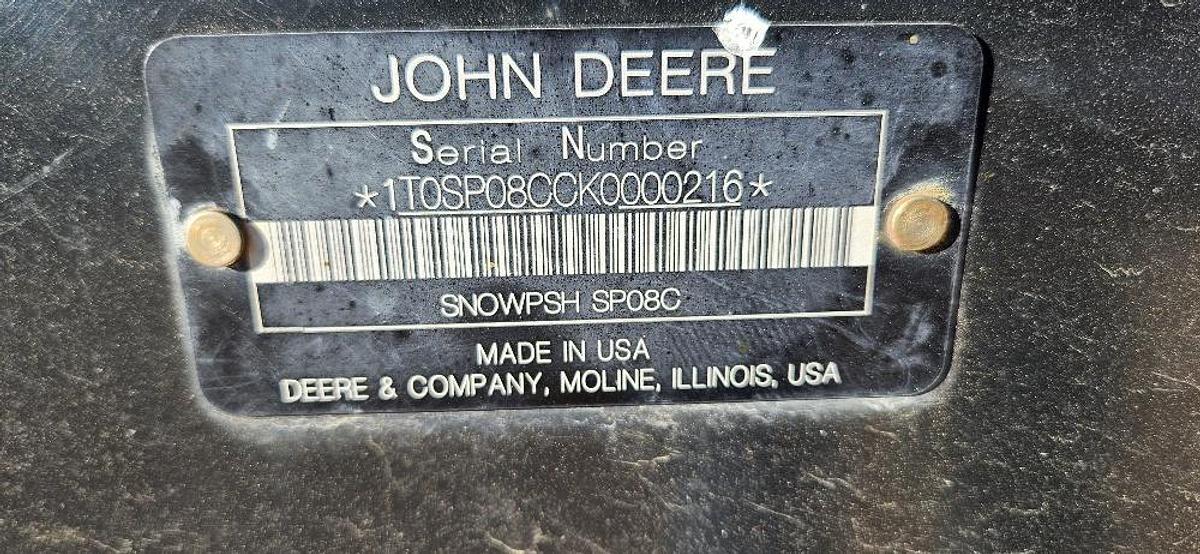 JOHN DEERE
Serial Number
*1T0SP08CCK0000216*
SNOWPSH SP08C
MADE IN USA
DEERE & COMPANY, MOLINE, ILLINOIS, USA